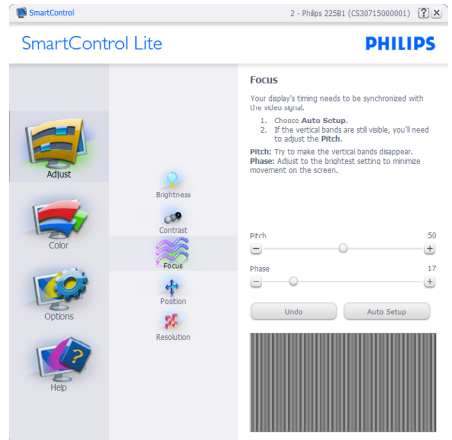 SmartControl
2 - Philips 225B1 (CS30715000001)
SmartControl Lite
PHILIPS
Adjust
Color
Options
Help
Brightness
Contrast
Focus
Position
Resolution
Focus
Your display's timing needs to be synchronized with
the video signal.
1. Choose Auto Setup.
2. If the vertical bands are still visible, you'll need
to adjust the Pitch.
Pitch: Try to make the vertical bands disappear.
Phase: Adjust to the brightest setting to minimize
movement on the screen.
Pitch 50
Phase 17
Undo Auto Setup